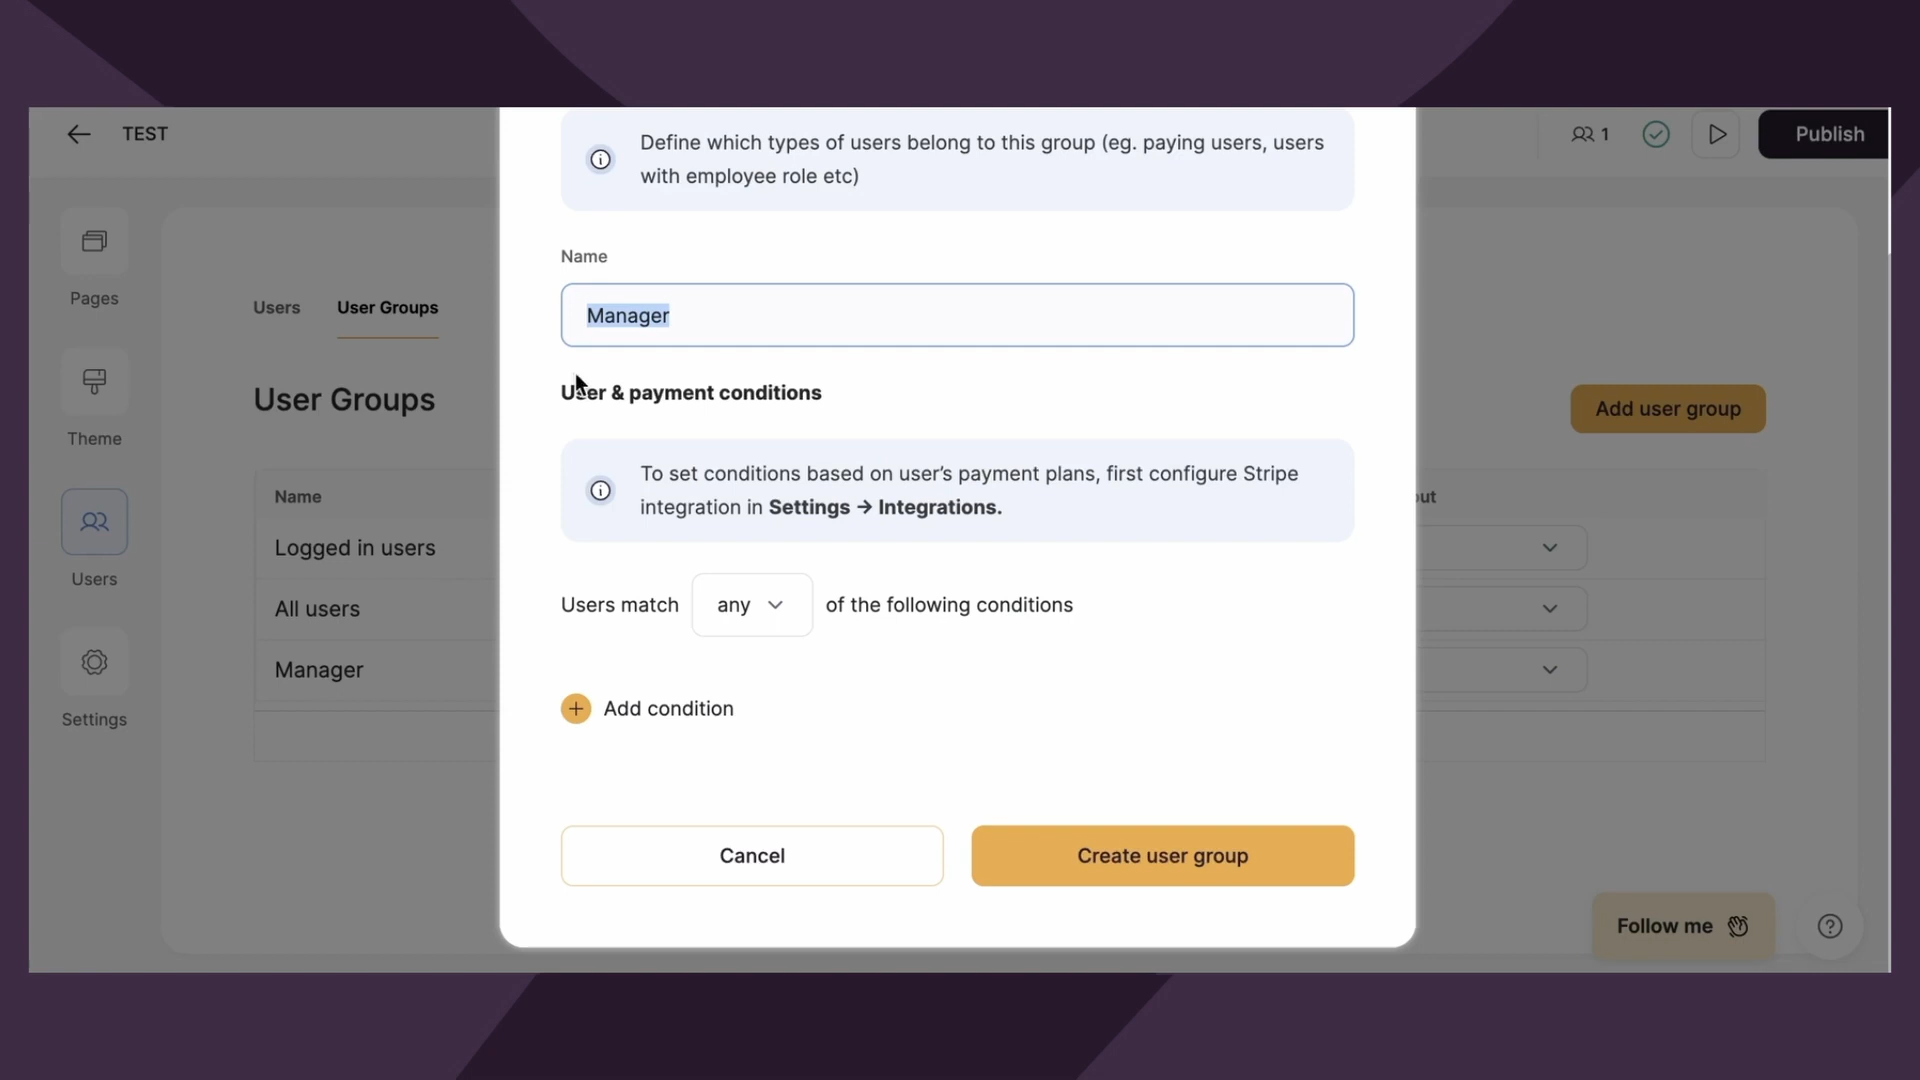 TEST
1
Publish
Define which types of users belong to this group (eg. paying users, users
with employee role etc)
Name
Manager
User & payment conditions
To set conditions based on user’s payment plans, first configure Stripe
integration in Settings → Integrations.
Users match any of the following conditions
+ Add condition
Cancel
Create user group
Pages
Theme
Users
Settings
Users
User Groups
User Groups
Add user group
Name
Logged in users
All users
Manager
Follow me
?